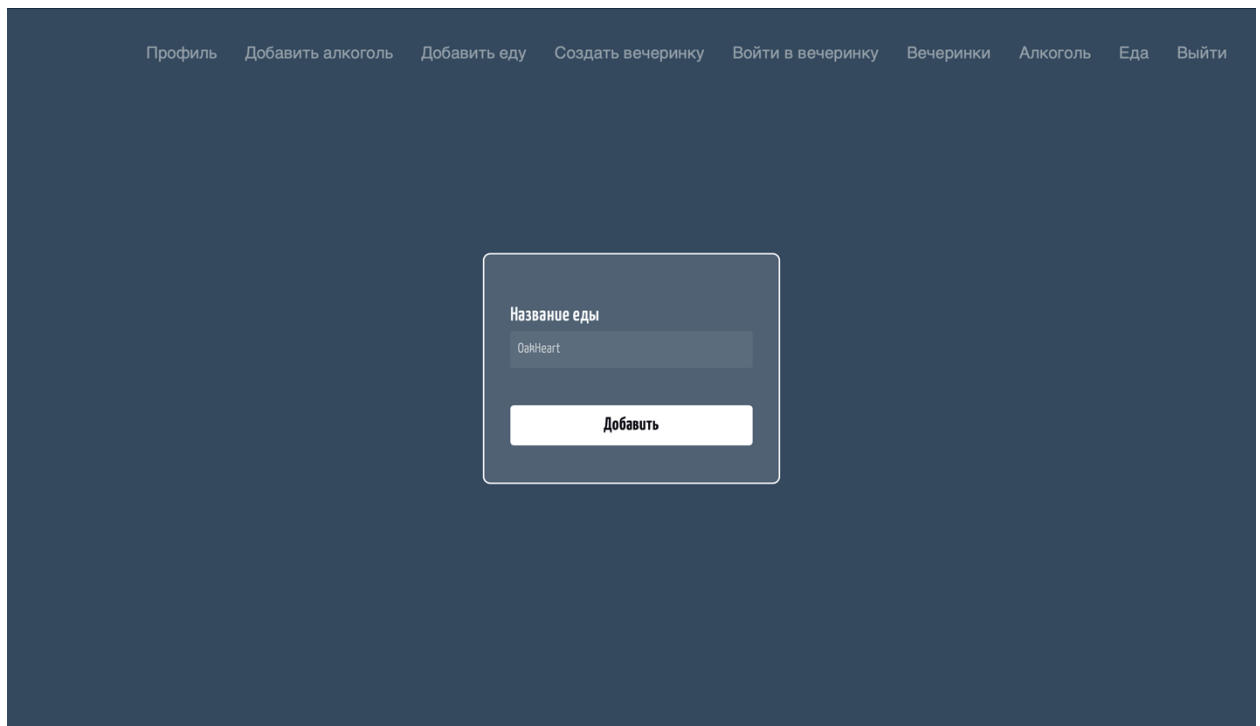 Профиль Добавить алкоголь Добавить еду Создать вечеринку Войти в вечеринку Вечеринки Алкоголь Еда Выйти
Название еды
OakHeart
Добавить